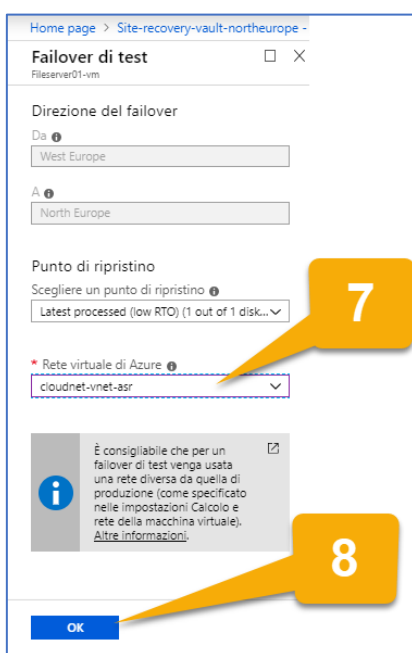 Home page > Site-recovery-vault-northeurope -
Failover di test
Fileserver01-vm
Direzione del failover
Da
West Europe
A
North Europe
Punto di ripristino
Scegliere un punto di ripristino
Latest processed (low RTO) (1 out of 1 disk...
7
* Rete virtuale di Azure
cloudnet-vnet-asr
È consigliabile che per un
failover di test venga usata
una rete diversa da quella di
produzione (come specificato
nelle impostazioni Calcolo e
rete della macchina virtuale).
Altre informazioni.
8
OK